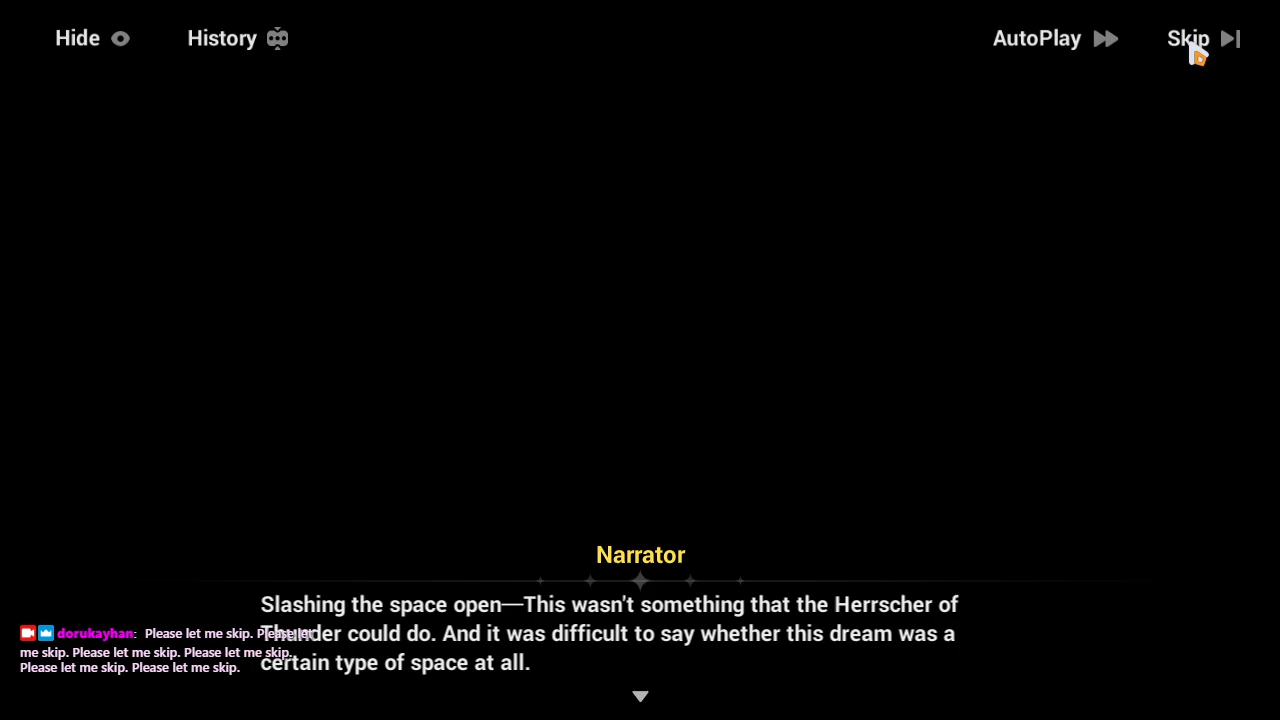 Hide
History
AutoPlay
Skip
Narrator
Slashing the space open—This wasn't something that the Herrscher of
Thunder could do. And it was difficult to say whether this dream was a
certain type of space at all.
dorukayhan: Please let me skip. Please let
me skip. Please let me skip. Please let me skip.
Please let me skip. Please let me skip.